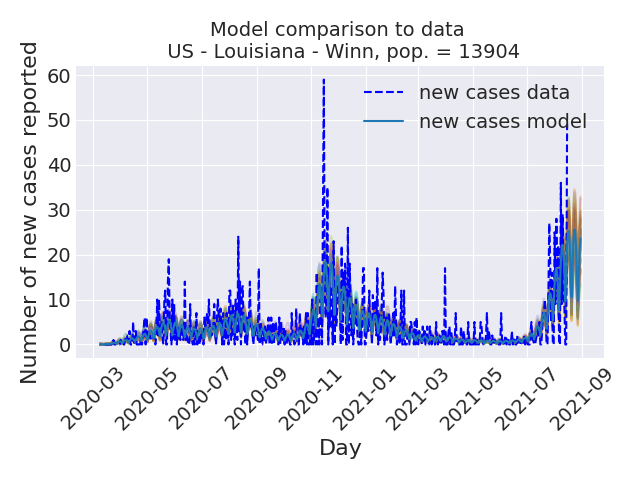 Model comparison to data
US - Louisiana - Winn, pop. = 13904
Number of new cases reported
60
50
40
30
20
10
0
new cases data
new cases model
2020-03
2020-05
2020-07
2020-09
2020-11
2021-01
2021-03
2021-05
2021-07
2021-09
Day